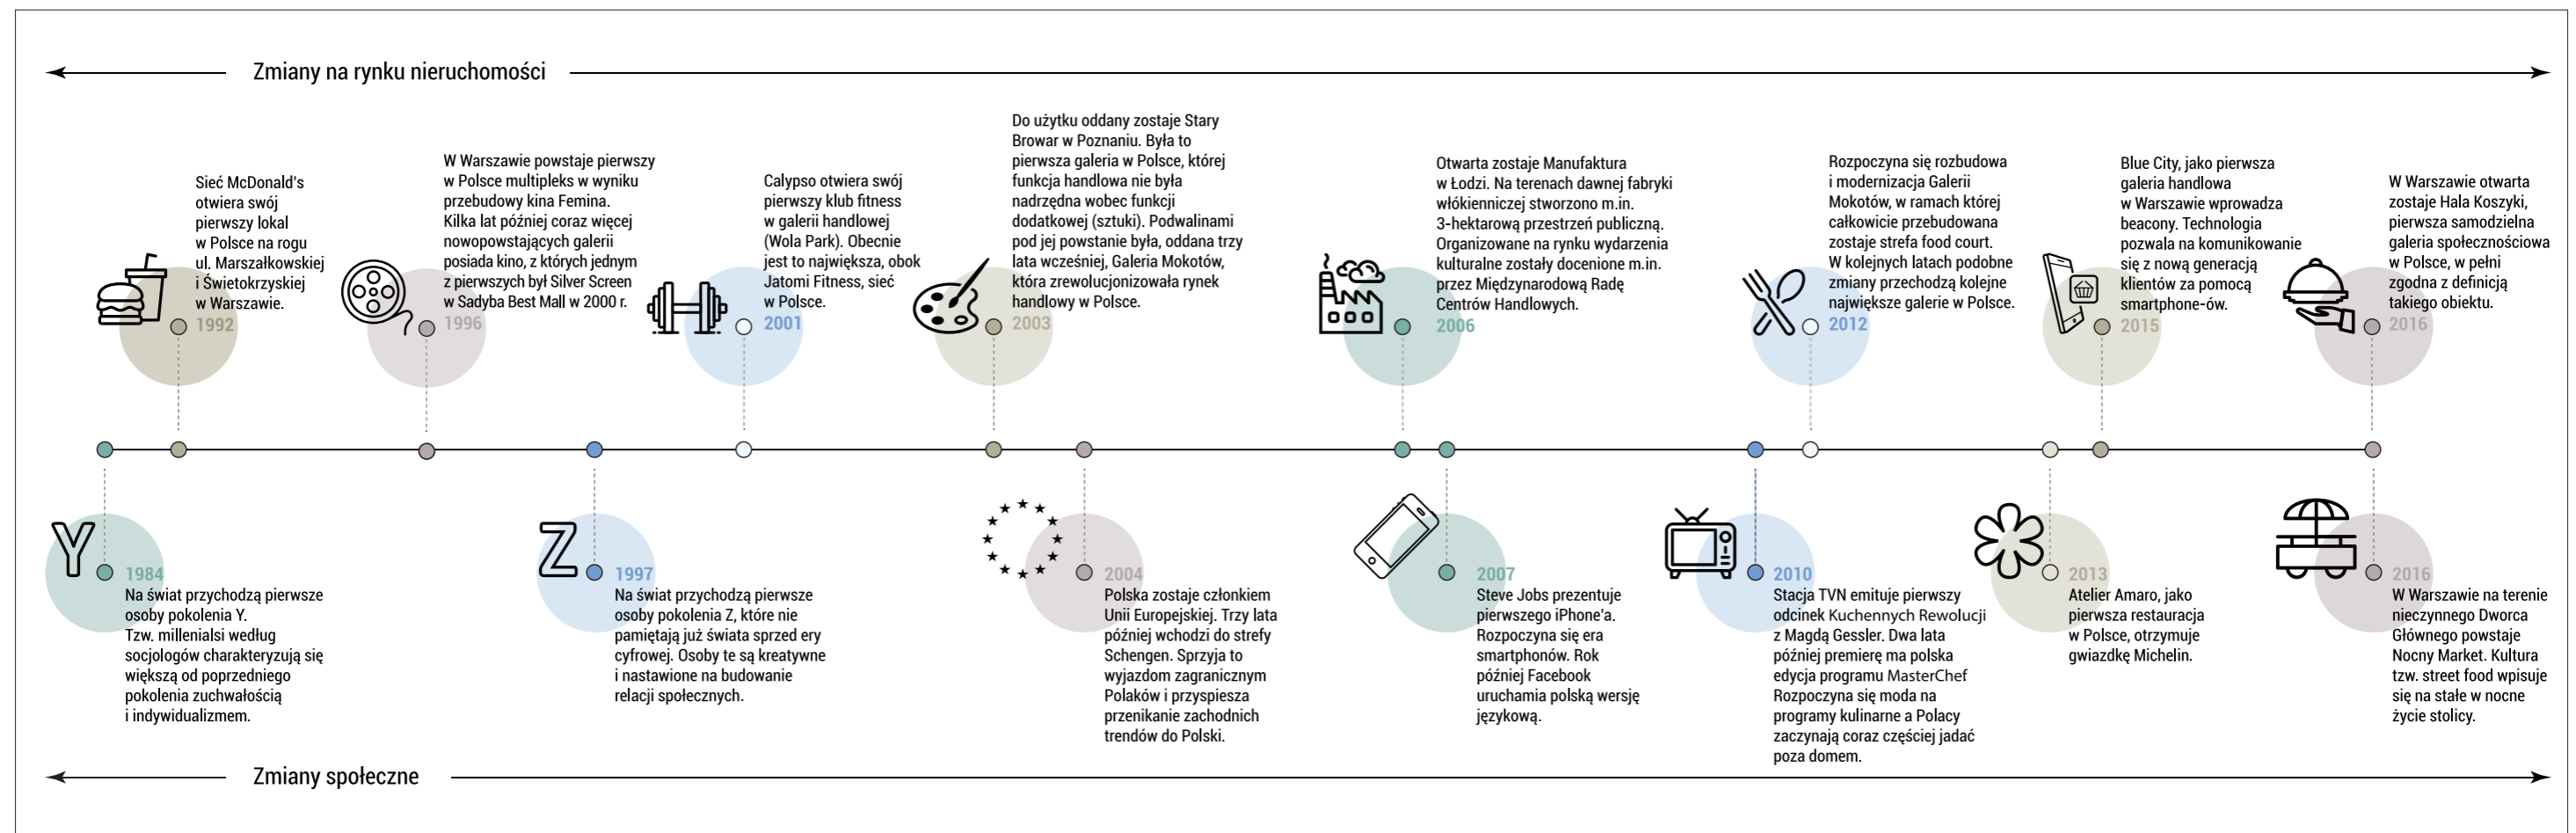 Zmiany na rynku nieruchomości
Sieć McDonald's
otwiera swój
pierwszy lokal
w Polsce na rogu
ul. Marszałkowskiej
i Świetokrzyskiej
w Warszawie.
1992
W Warszawie powstaje pierwszy
w Polsce multipleks w wyniku
przebudowy kina Femina.
Kilka lat później coraz więcej
nowopowstających galerii
posiada kino, z których jednym
z pierwszych był Silver Screen
w Sadyba Best Mall w 2000 r.
1996
Calypso otwiera swój
pierwszy klub fitness
w galerii handlowej
(Wola Park). Obecnie
jest to największa, obok
Jatomi Fitness, sieć
w Polsce.
2001
Do użytku oddany zostaje Stary
Browar w Poznaniu. Była to
pierwsza galeria w Polsce, której
funkcja handlowa nie była
nadrzędna wobec funkcji
dodatkowej (sztuki). Podwalinami
pod jej powstanie była, oddana trzy
lata wcześniej, Galeria Mokotów,
która zrewolucjonizowała rynek
handlowy w Polsce.
2003
Otwarta zostaje Manufaktura
w Łodzi. Na terenach dawnej fabryki
włókienniczej stworzono m.in.
3-hektarową przestrzeń publiczną.
Organizowane na rynku wydarzenia
kulturalne zostały docenione m.in.
przez Międzynarodową Radę
Centrów Handlowych.
2006
Rozpoczyna się rozbudowa
i modernizacja Galerii
Mokotów, w ramach której
całkowicie przebudowana
zostaje strefa food court.
W kolejnych latach podobne
zmiany przechodzą kolejne
największe galerie w Polsce.
2012
Blue City, jako pierwsza
galeria handlowa
w Warszawie wprowadza
beacony. Technologia
pozwala na komunikowanie
się z nową generacją
klientów za pomocą
smartphone-ów.
2015
W Warszawie otwarta
zostaje Hala Koszyki,
pierwsza samodzielna
galeria społecznościowa
w Polsce, w pełni
zgodna z definicją
takiego obiektu.
2016
Y
1984
Na świat przychodzą pierwsze
osoby pokolenia Y.
Tzw. millenialsi według
socjologów charakteryzują się
większą od poprzedniego
pokolenia zuchwałością
i indywidualizmem.
Z
1997
Na świat przychodzą pierwsze
osoby pokolenia Z, które nie
pamiętają już świata sprzed ery
cyfrowej. Osoby te są kreatywne
i nastawione na budowanie
relacji społecznych.
2004
Polska zostaje członkiem
Unii Europejskiej. Trzy lata
później wchodzi do strefy
Schengen. Sprzyja to
wyjazdom zagranicznym
Polaków i przyspiesza
przenikanie zachodnich
trendów do Polski.
2007
Steve Jobs prezentuje
pierwszego iPhone'a.
Rozpoczyna się era
smartphonów. Rok
później Facebook
uruchamia polską wersję
językową.
2010
Stacja TVN emituje pierwszy
odcinek Kuchennych Rewolucji
z Magdą Gessler. Dwa lata
później premierę ma polska
edycja programu MasterChef
Rozpoczyna się moda na
programy kulinarne a Polacy
zaczynają coraz częściej jadać
poza domem.
2013
Atelier Amaro, jako
pierwsza restauracja
w Polsce, otrzymuje
gwiazdkę Michelin.
2016
W Warszawie na terenie
nieczynnego Dworca
Głównego powstaje
Nocny Market. Kultura
tzw. street food wpisuje
się na stałe w nocne
życie stolicy.
Zmiany społeczne